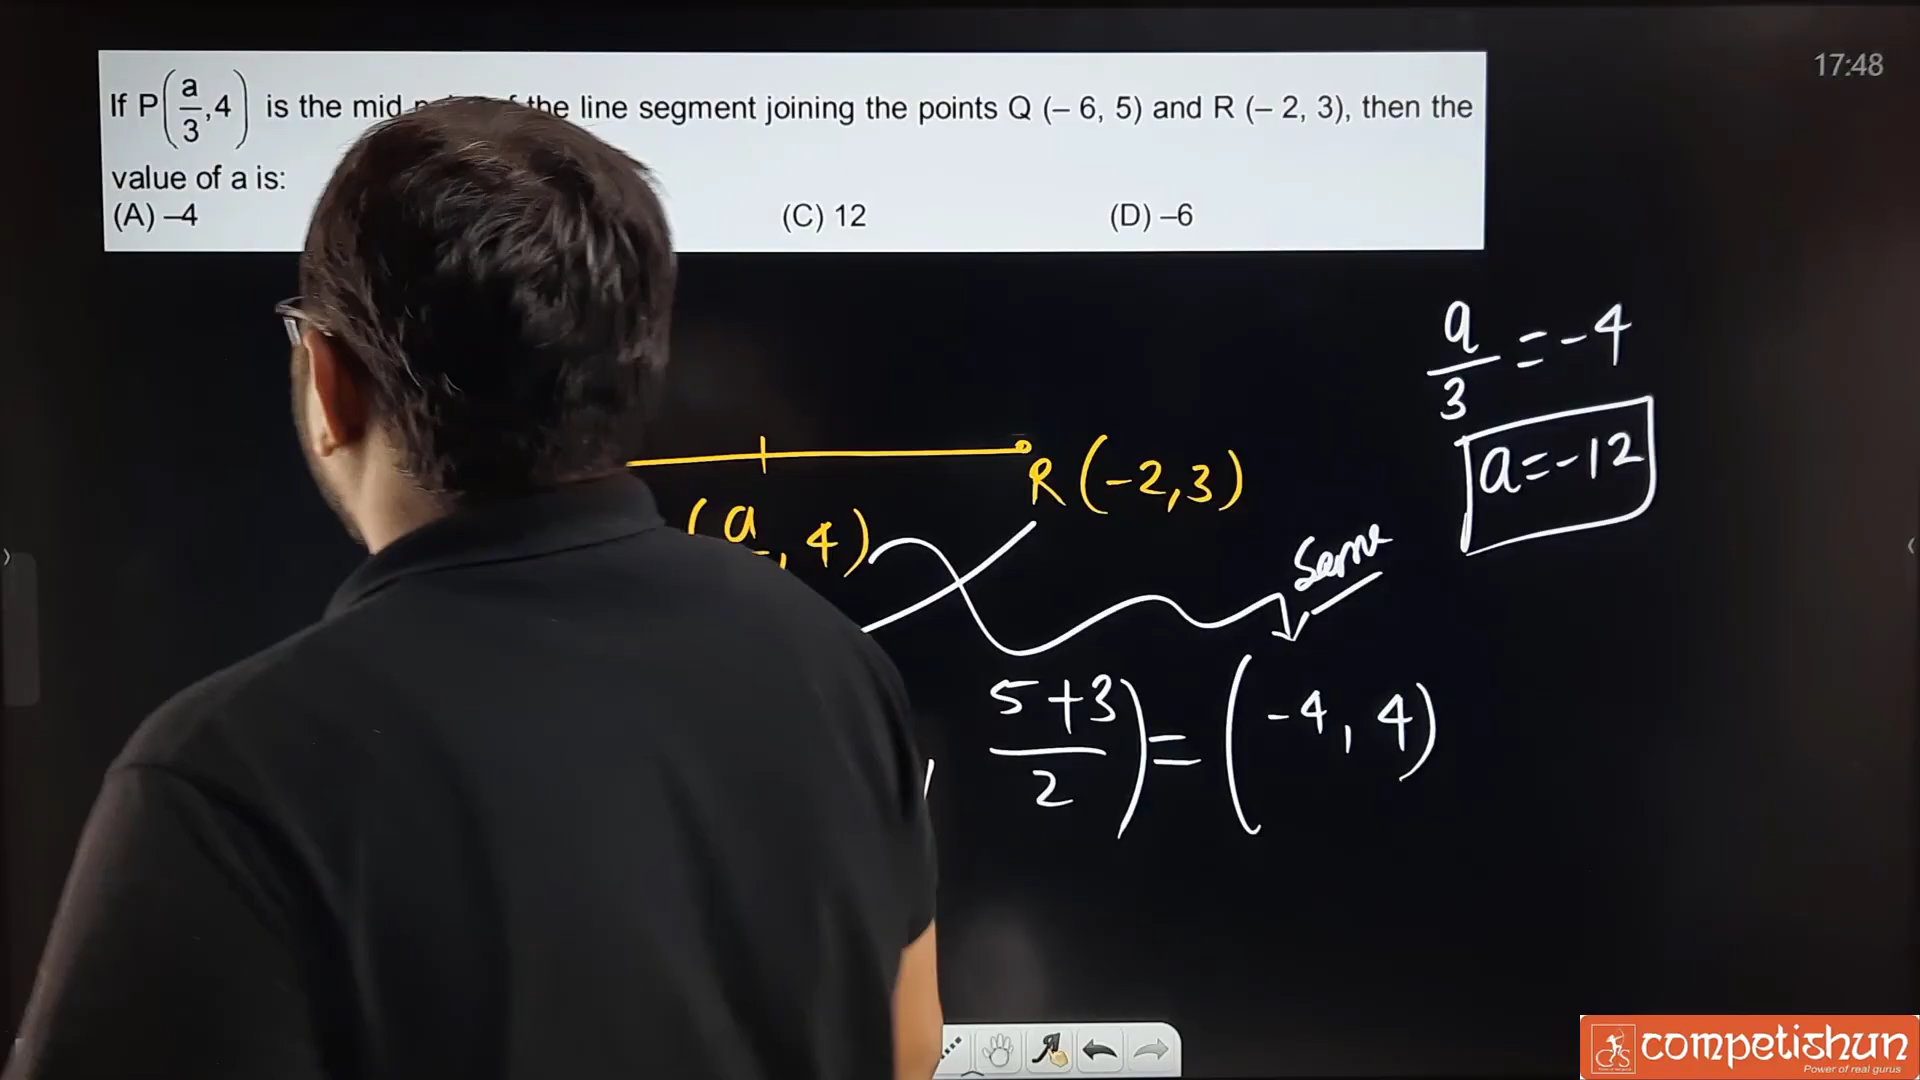 17:48
If P(a/3, 4) is the mid the line segment joining the points Q (– 6, 5) and R (– 2, 3), then the
value of a is:
(A) –4 (C) 12 (D) –6
a/3 = -4
a = -12
R (-2, 3)
(a , 4)
Same
, 5+3/2) = (-4, 4)
competishun
Power of real gurus